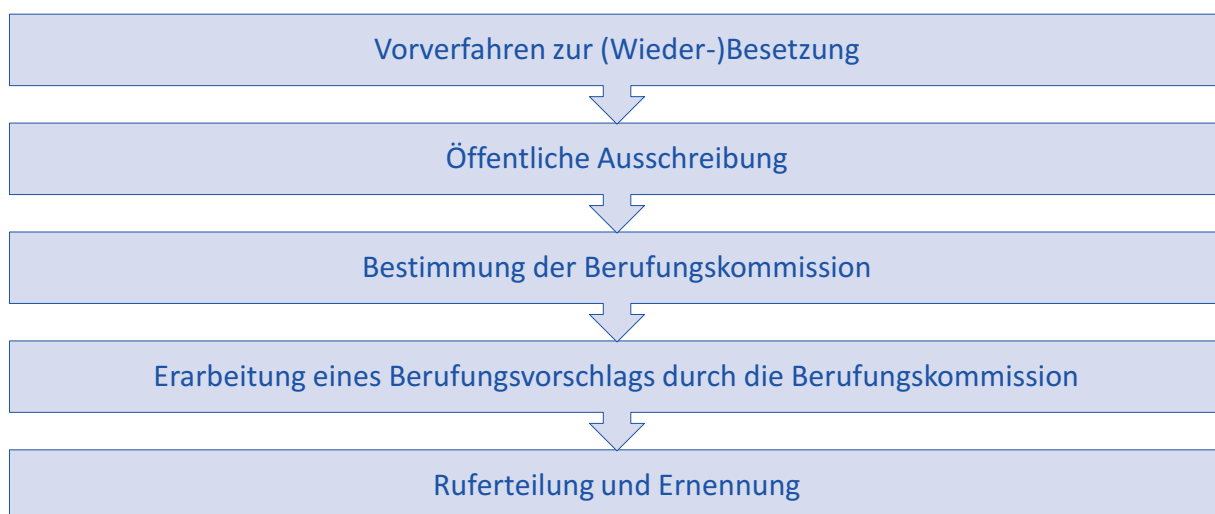 Vorverfahren zur (Wieder-)Besetzung
Öffentliche Ausschreibung
Bestimmung der Berufungskommission
Erarbeitung eines Berufungsvorschlags durch die Berufungskommission
Ruferteilung und Ernennung